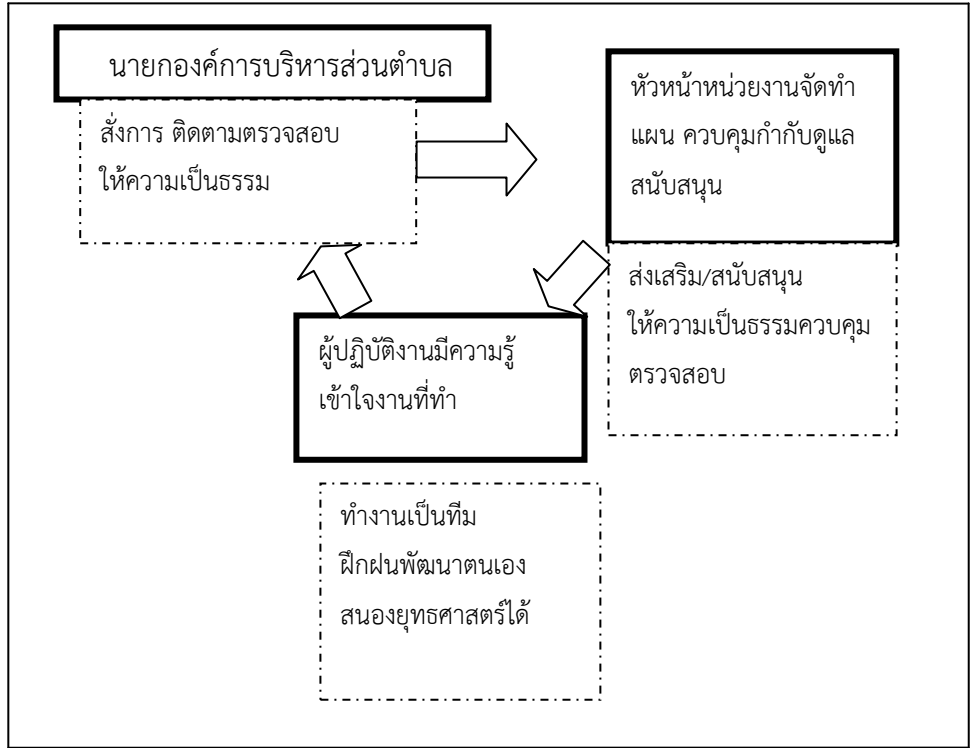 นายกองค์การบริหารส่วนตำบล
สั่งการ ติดตามตรวจสอบ
ให้ความเป็นธรรม
หัวหน้าหน่วยงานจัดทำ
แผน ควบคุมกำกับดูแล
สนับสนุน
ส่งเสริม/สนับสนุน
ให้ความเป็นธรรมควบคุม
ตรวจสอบ
ผู้ปฏิบัติงานมีความรู้
เข้าใจงานที่ทำ
ทำงานเป็นทีม
ฝึกฝนพัฒนาตนเอง
สนองยุทธศาสตร์ได้